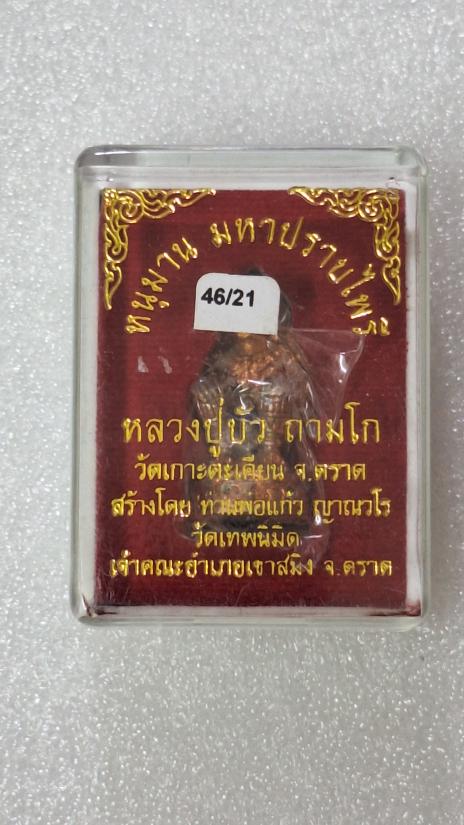 หนุมาน มหาปราบไพรี
46/21
หลวงปู่บัว ถามโก
วัดเกาะตะเคียน จ.ตราด
สร้างโดย ท่านพ่อแก้ว ญาณวโร
วัดเทพนิมิต
เจ้าคณะอำเภอเขาสมิง จ.ตราด